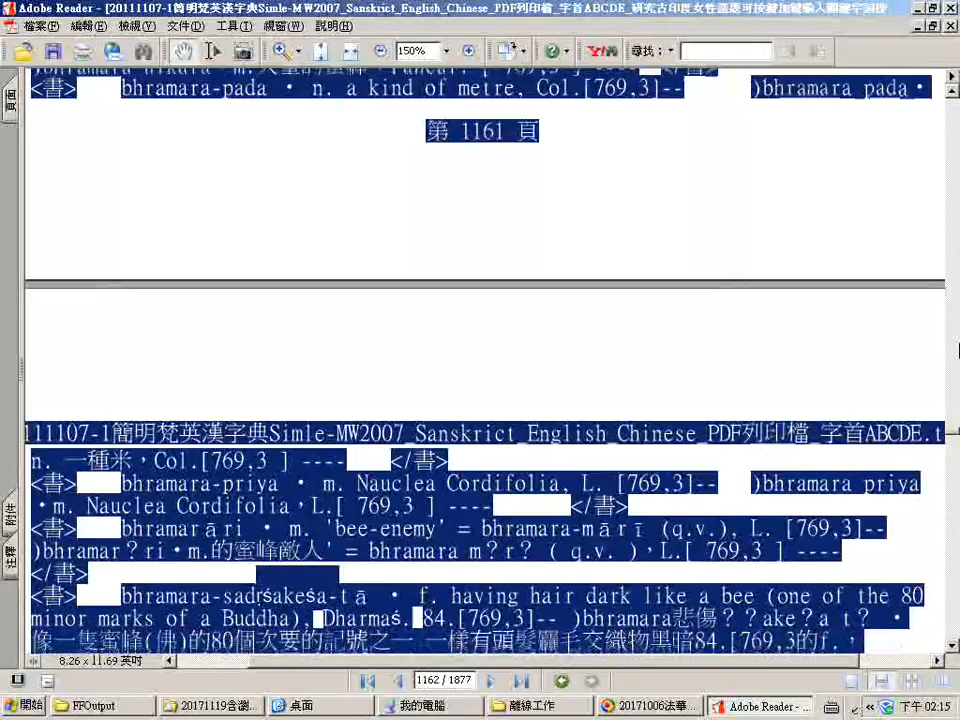 Adobe Reader - [20111107-1簡明梵英漢字典Simle-MW2007_Sanskrit_English_Chinese_PDF列印檔_字首ABCDE_研究古印度女性議題可按鍵加鍵輸入關鍵字詞搜
檔案(F) 編輯(E) 檢視(V) 文件(D) 工具(T) 視窗(W) 說明(H)
150% 尋找:
頁面
<書> bhramara-pada • n. a kind of metre, Col.[769,3]-- )bhramara pada•
第 1161 頁
111107-1簡明梵英漢字典Simle-MW2007_Sanskrict_English_Chinese_PDF列印檔_字首ABCDE.t
n. 一種米，Col.[769,3 ] ---- </書>
<書> bhramara-priya • m. Nauclea Cordifolia, L. [769,3]-- )bhramara priya
•m. Nauclea Cordifolia，L.[ 769,3 ] ---- </書>
<書> bhramarāri • m. 'bee-enemy' = bhramara-mārī (q.v.), L. [769,3]--
)bhramar？ri•m.的蜜峰敵人' = bhramara m？r？ ( q.v. )，L.[ 769,3 ] ----
</書>
<書> bhramara-sadṛśakeśa-tā • f. having hair dark like a bee (one of the 80
minor marks of a Buddha), Dharmaś. 84.[769,3]-- )bhramara悲傷？？ake？a t？ •
像一隻蜜峰(佛)的80個次要的記號之一 一樣有頭髮
附件
注釋
8.26 x 11.69 英吋
1162 / 1877
開始 FFOutput 20171119含瀏... 桌面 我的電腦 離線工作 20171006法華... Adobe Reader - ... 下午 02:15